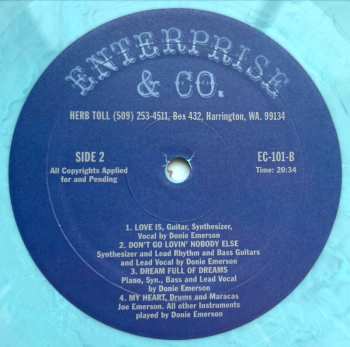 ENTERPRISE
& CO.
HERB TOLL (509) 253-4511, Box 432, Harrington, WA. 99134
SIDE 2
All Copyrights Applied
for and Pending
EC-101-B
Time: 20:34
1. LOVE IS, Guitar, Synthesizer,
Vocal by Donie Emerson
2. DON'T GO LOVIN' NOBODY ELSE
Synthesizer and Lead Rhythm and Bass Guitars
and Lead Vocal by Donie Emerson
3. DREAM FULL OF DREAMS
Piano, Syn., Bass and Lead Vocal
by Donie Emerson
4. MY HEART, Drums and Maracas
Joe Emerson. All other Instruments
played by Donie Emerson